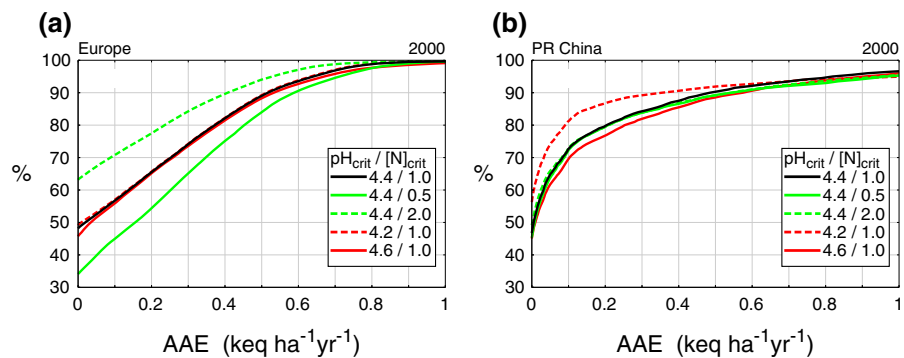 (a)
Europe 2000
100
90
80
70
60
50
40
30
%
0 0.2 0.4 0.6 0.8 1
AAE (keq ha⁻¹yr⁻¹)
pHcrit / [N]crit
4.4 / 1.0
4.4 / 0.5
4.4 / 2.0
4.2 / 1.0
4.6 / 1.0
(b)
PR China 2000
100
90
80
70
60
50
40
30
%
0 0.2 0.4 0.6 0.8 1
AAE (keq ha⁻¹yr⁻¹)
pHcrit / [N]crit
4.4 / 1.0
4.4 / 0.5
4.4 / 2.0
4.2 / 1.0
4.6 / 1.0